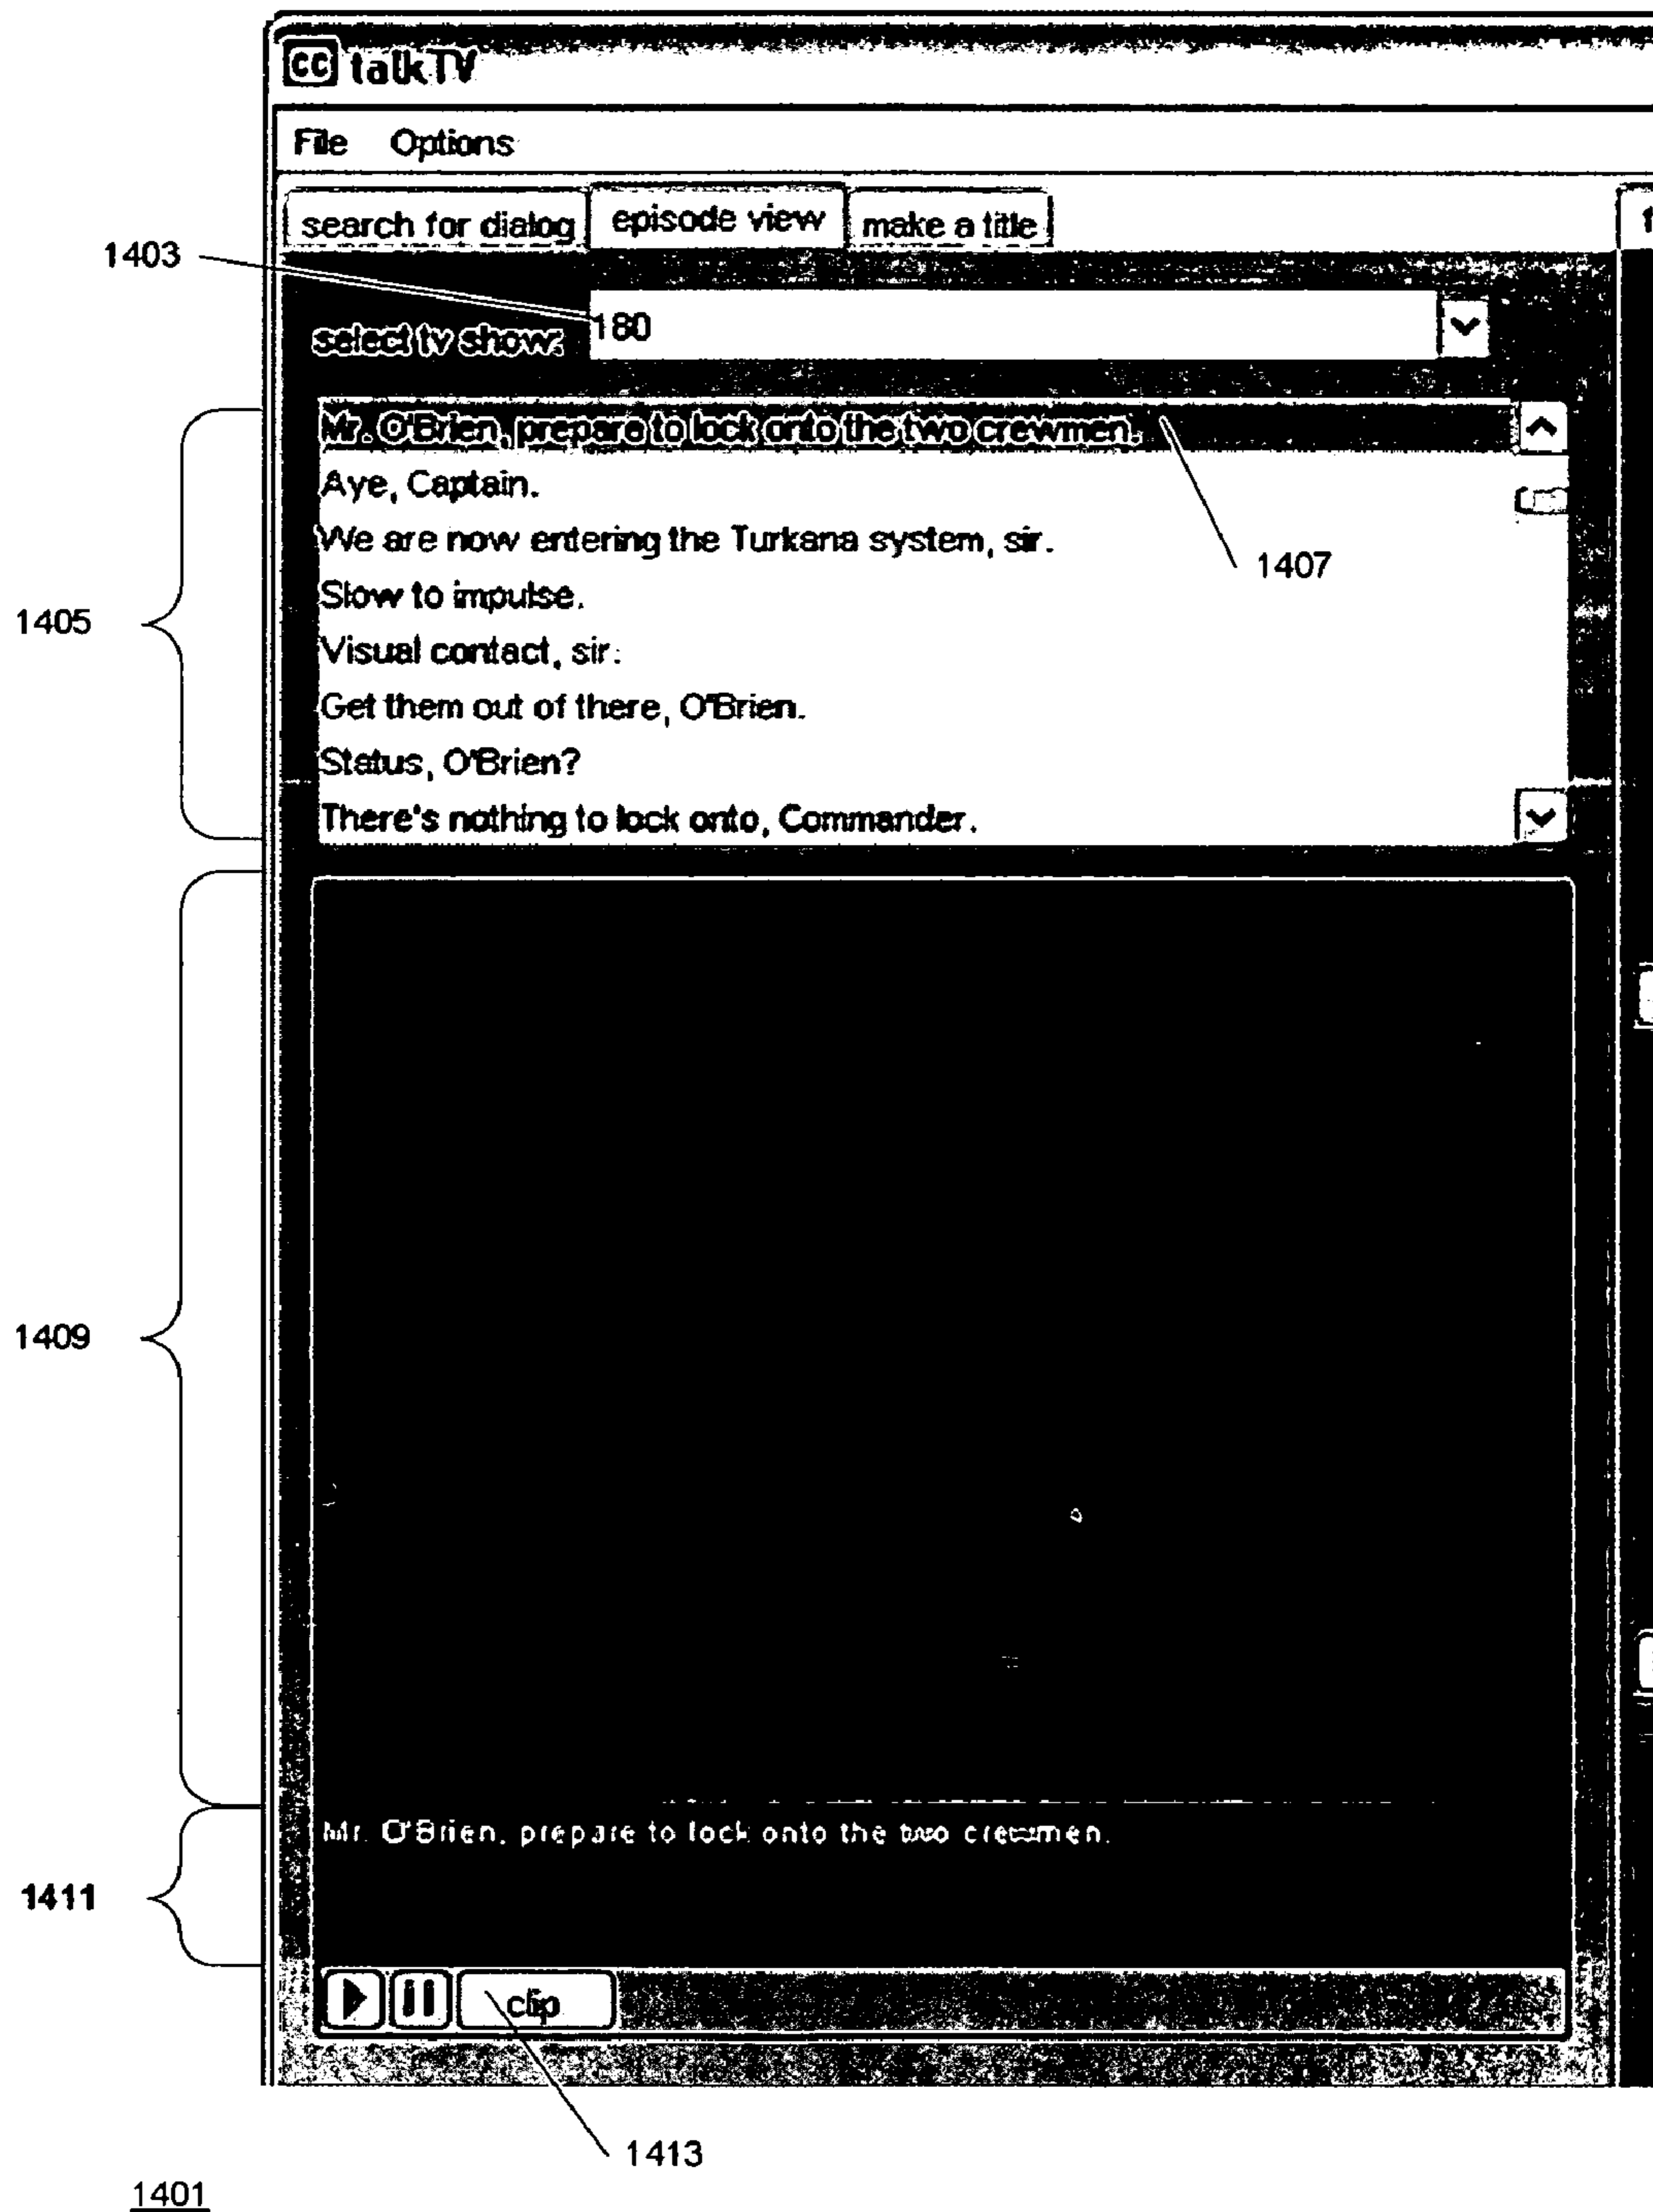 cc talkTV
File Options
search for dialog episode view make a title
1403
select tv show: 180
Mr. O'Brien, prepare to lock onto the two crewmen.
Aye, Captain.
We are now entering the Turkana system, sir.
1407
Slow to impulse.
1405
Visual contact, sir.
Get them out of there, O'Brien.
Status, O'Brien?
There's nothing to lock onto, Commander.
1409
Mr. O'Brien, prepare to lock onto the two crewmen.
1411
clip
1413
1401